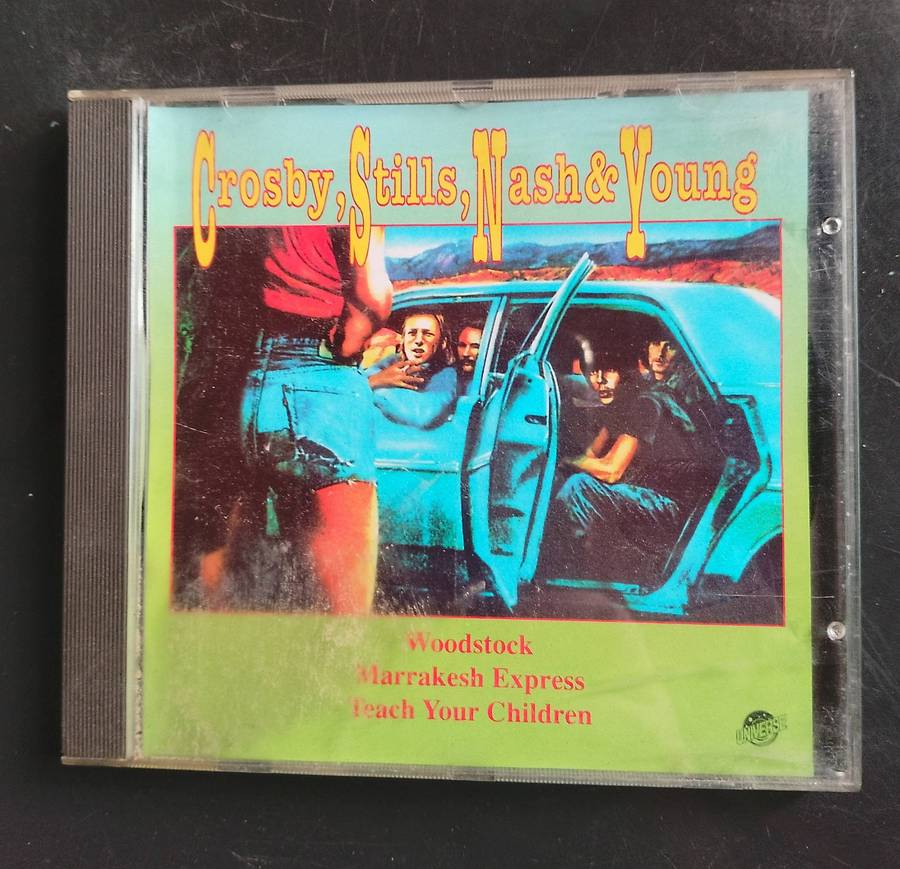 Crosby, Stills, Nash & Young
Woodstock
Marrakesh Express
Teach Your Children
UNIVERSE